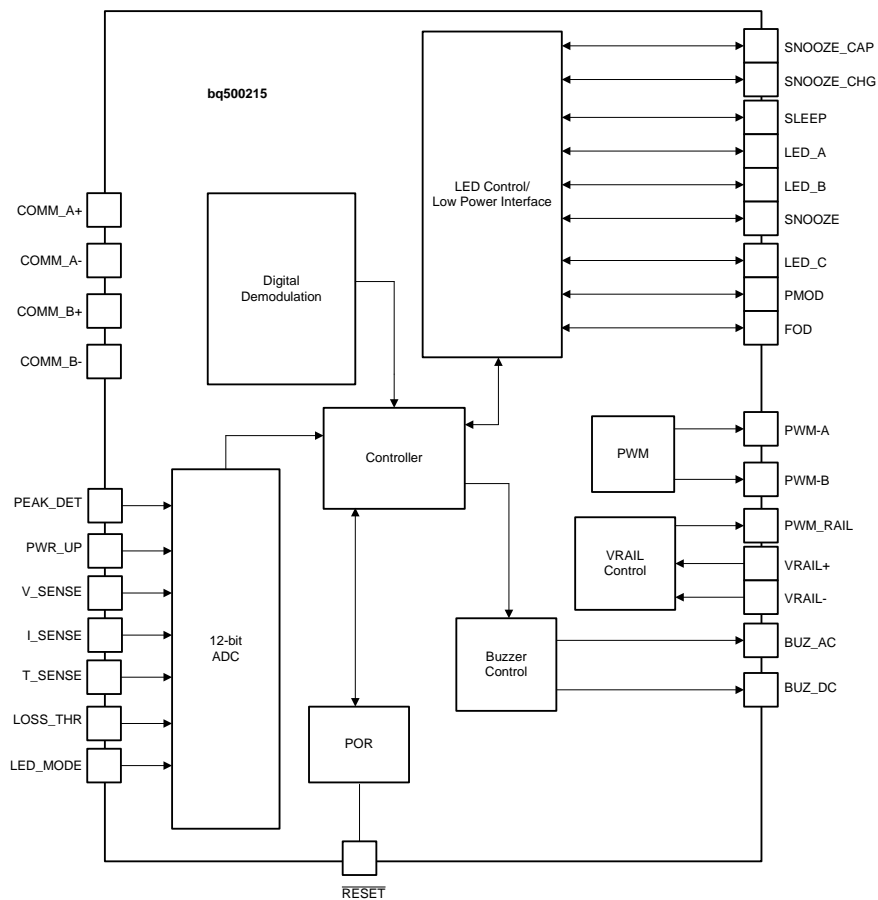 bq500215
SNOOZE_CAP
SNOOZE_CHG
SLEEP
LED_A
LED_B
SNOOZE
LED_C
PMOD
FOD
LED Control/
Low Power Interface
COMM_A+
COMM_A-
COMM_B+
COMM_B-
Digital
Demodulation
Controller
PWM
PWM-A
PWM-B
PEAK_DET
PWR_UP
V_SENSE
I_SENSE
T_SENSE
LOSS_THR
LED_MODE
12-bit
ADC
VRAIL
Control
PWM_RAIL
VRAIL+
VRAIL-
Buzzer
Control
BUZ_AC
BUZ_DC
POR
RESET